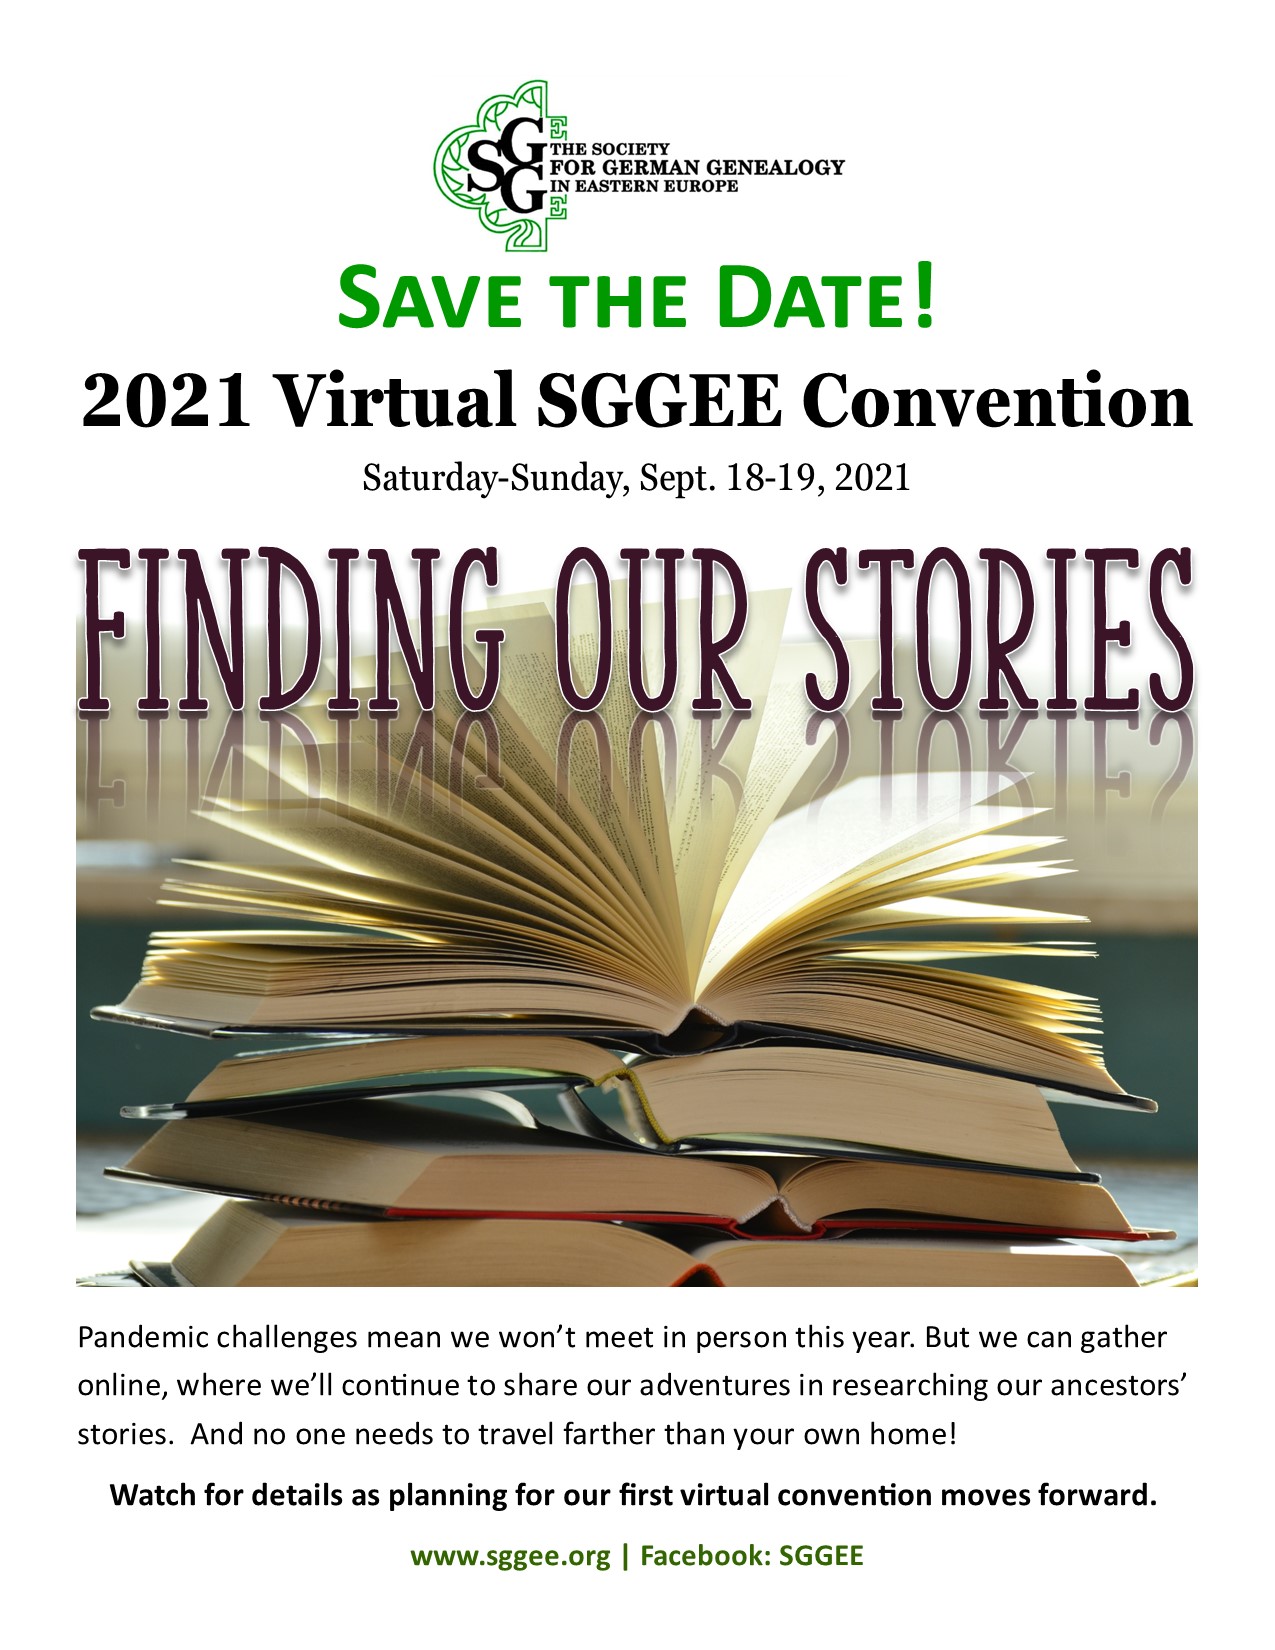 SGGEE
THE SOCIETY
FOR GERMAN GENEALOGY
IN EASTERN EUROPE
SAVE THE DATE!
2021 Virtual SGGEE Convention
Saturday-Sunday, Sept. 18-19, 2021
FINDING OUR STORIES
Pandemic challenges mean we won’t meet in person this year. But we can gather
online, where we’ll continue to share our adventures in researching our ancestors’
stories.  And no one needs to travel farther than your own home!
Watch for details as planning for our first virtual convention moves forward.
www.sggee.org | Facebook: SGGEE